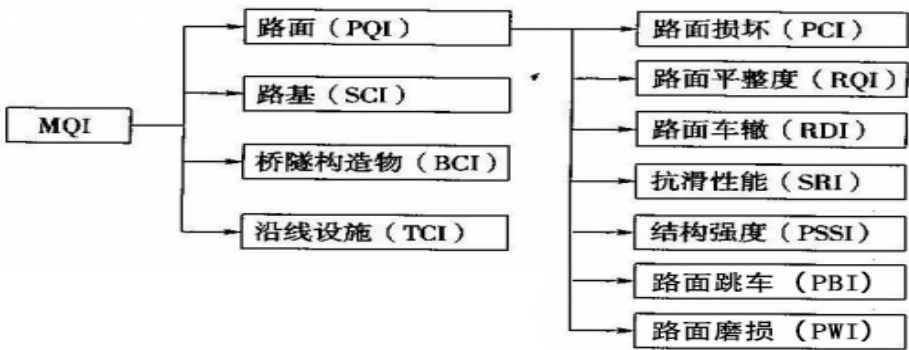 路面（PQI）
路面损坏（PCI）
路面平整度（RQI）
路基（SCI）
MQI
路面车辙（RDI）
桥隧构造物（BCI）
抗滑性能（SRI）
沿线设施（TCI）
结构强度（PSSI）
路面跳车（PBI）
路面磨损（PWI）